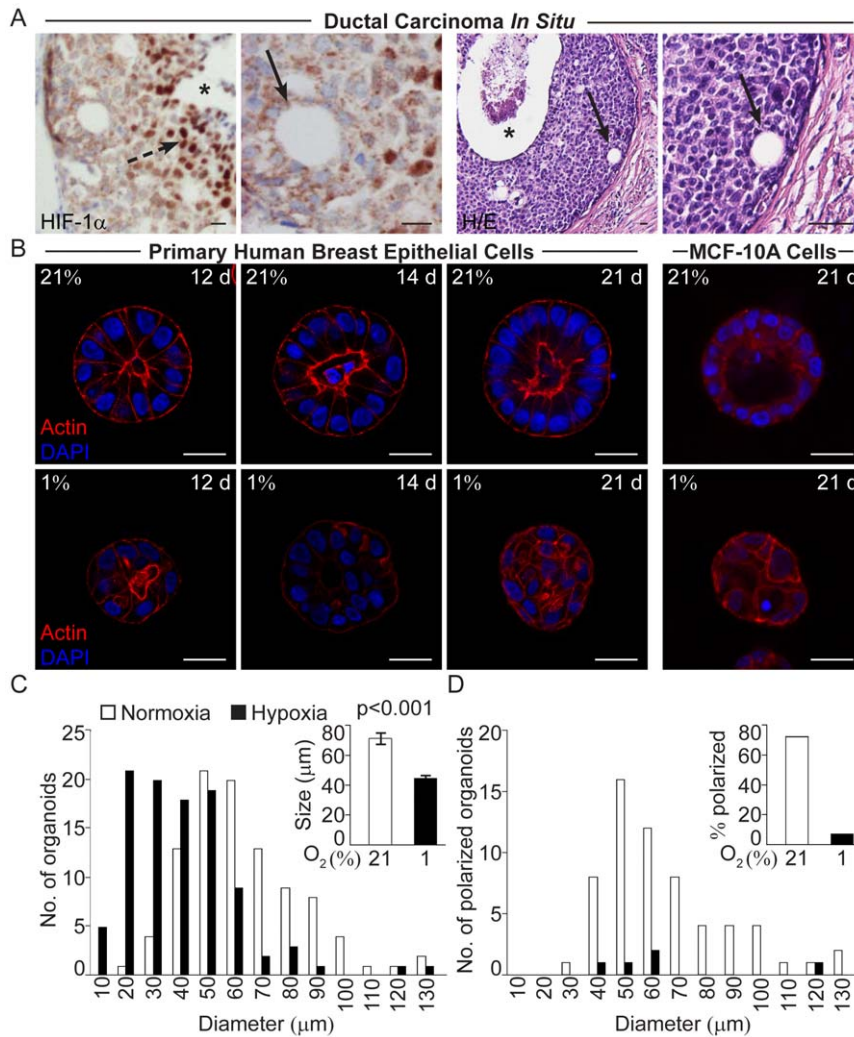 A
Ductal Carcinoma In Situ
*
*
HIF-1α
H/E
B
Primary Human Breast Epithelial Cells
MCF-10A Cells
21% 12 d
21% 14 d
21% 21 d
21% 21 d
Actin
DAPI
1% 12 d
1% 14 d
1% 21 d
1% 21 d
Actin
DAPI
C
Normoxia Hypoxia
p<0.001
No. of organoids
25
20
15
10
5
0
10 20 30 40 50 60 70 80 90 100 110 120 130
Diameter (μm)
Size (μm)
80
60
40
20
0
O2 (%) 21 1
D
No. of polarized organoids
20
15
10
5
0
10 20 30 40 50 60 70 80 90 100 110 120 130
Diameter (μm)
% polarized
80
60
40
20
0
O2 (%) 21 1